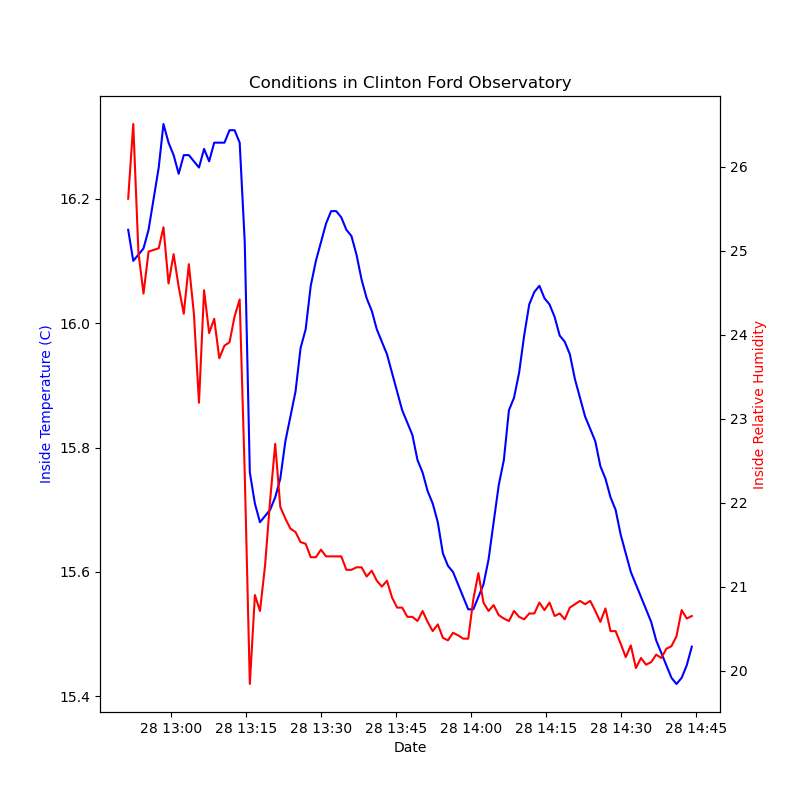 Conditions in Clinton Ford Observatory
Inside Temperature (C)
16.2
16.0
15.8
15.6
15.4
26
25
24
23
22
21
20
Inside Relative Humidity
28 13:00 28 13:15 28 13:30 28 13:45 28 14:00 28 14:15 28 14:30 28 14:45
Date